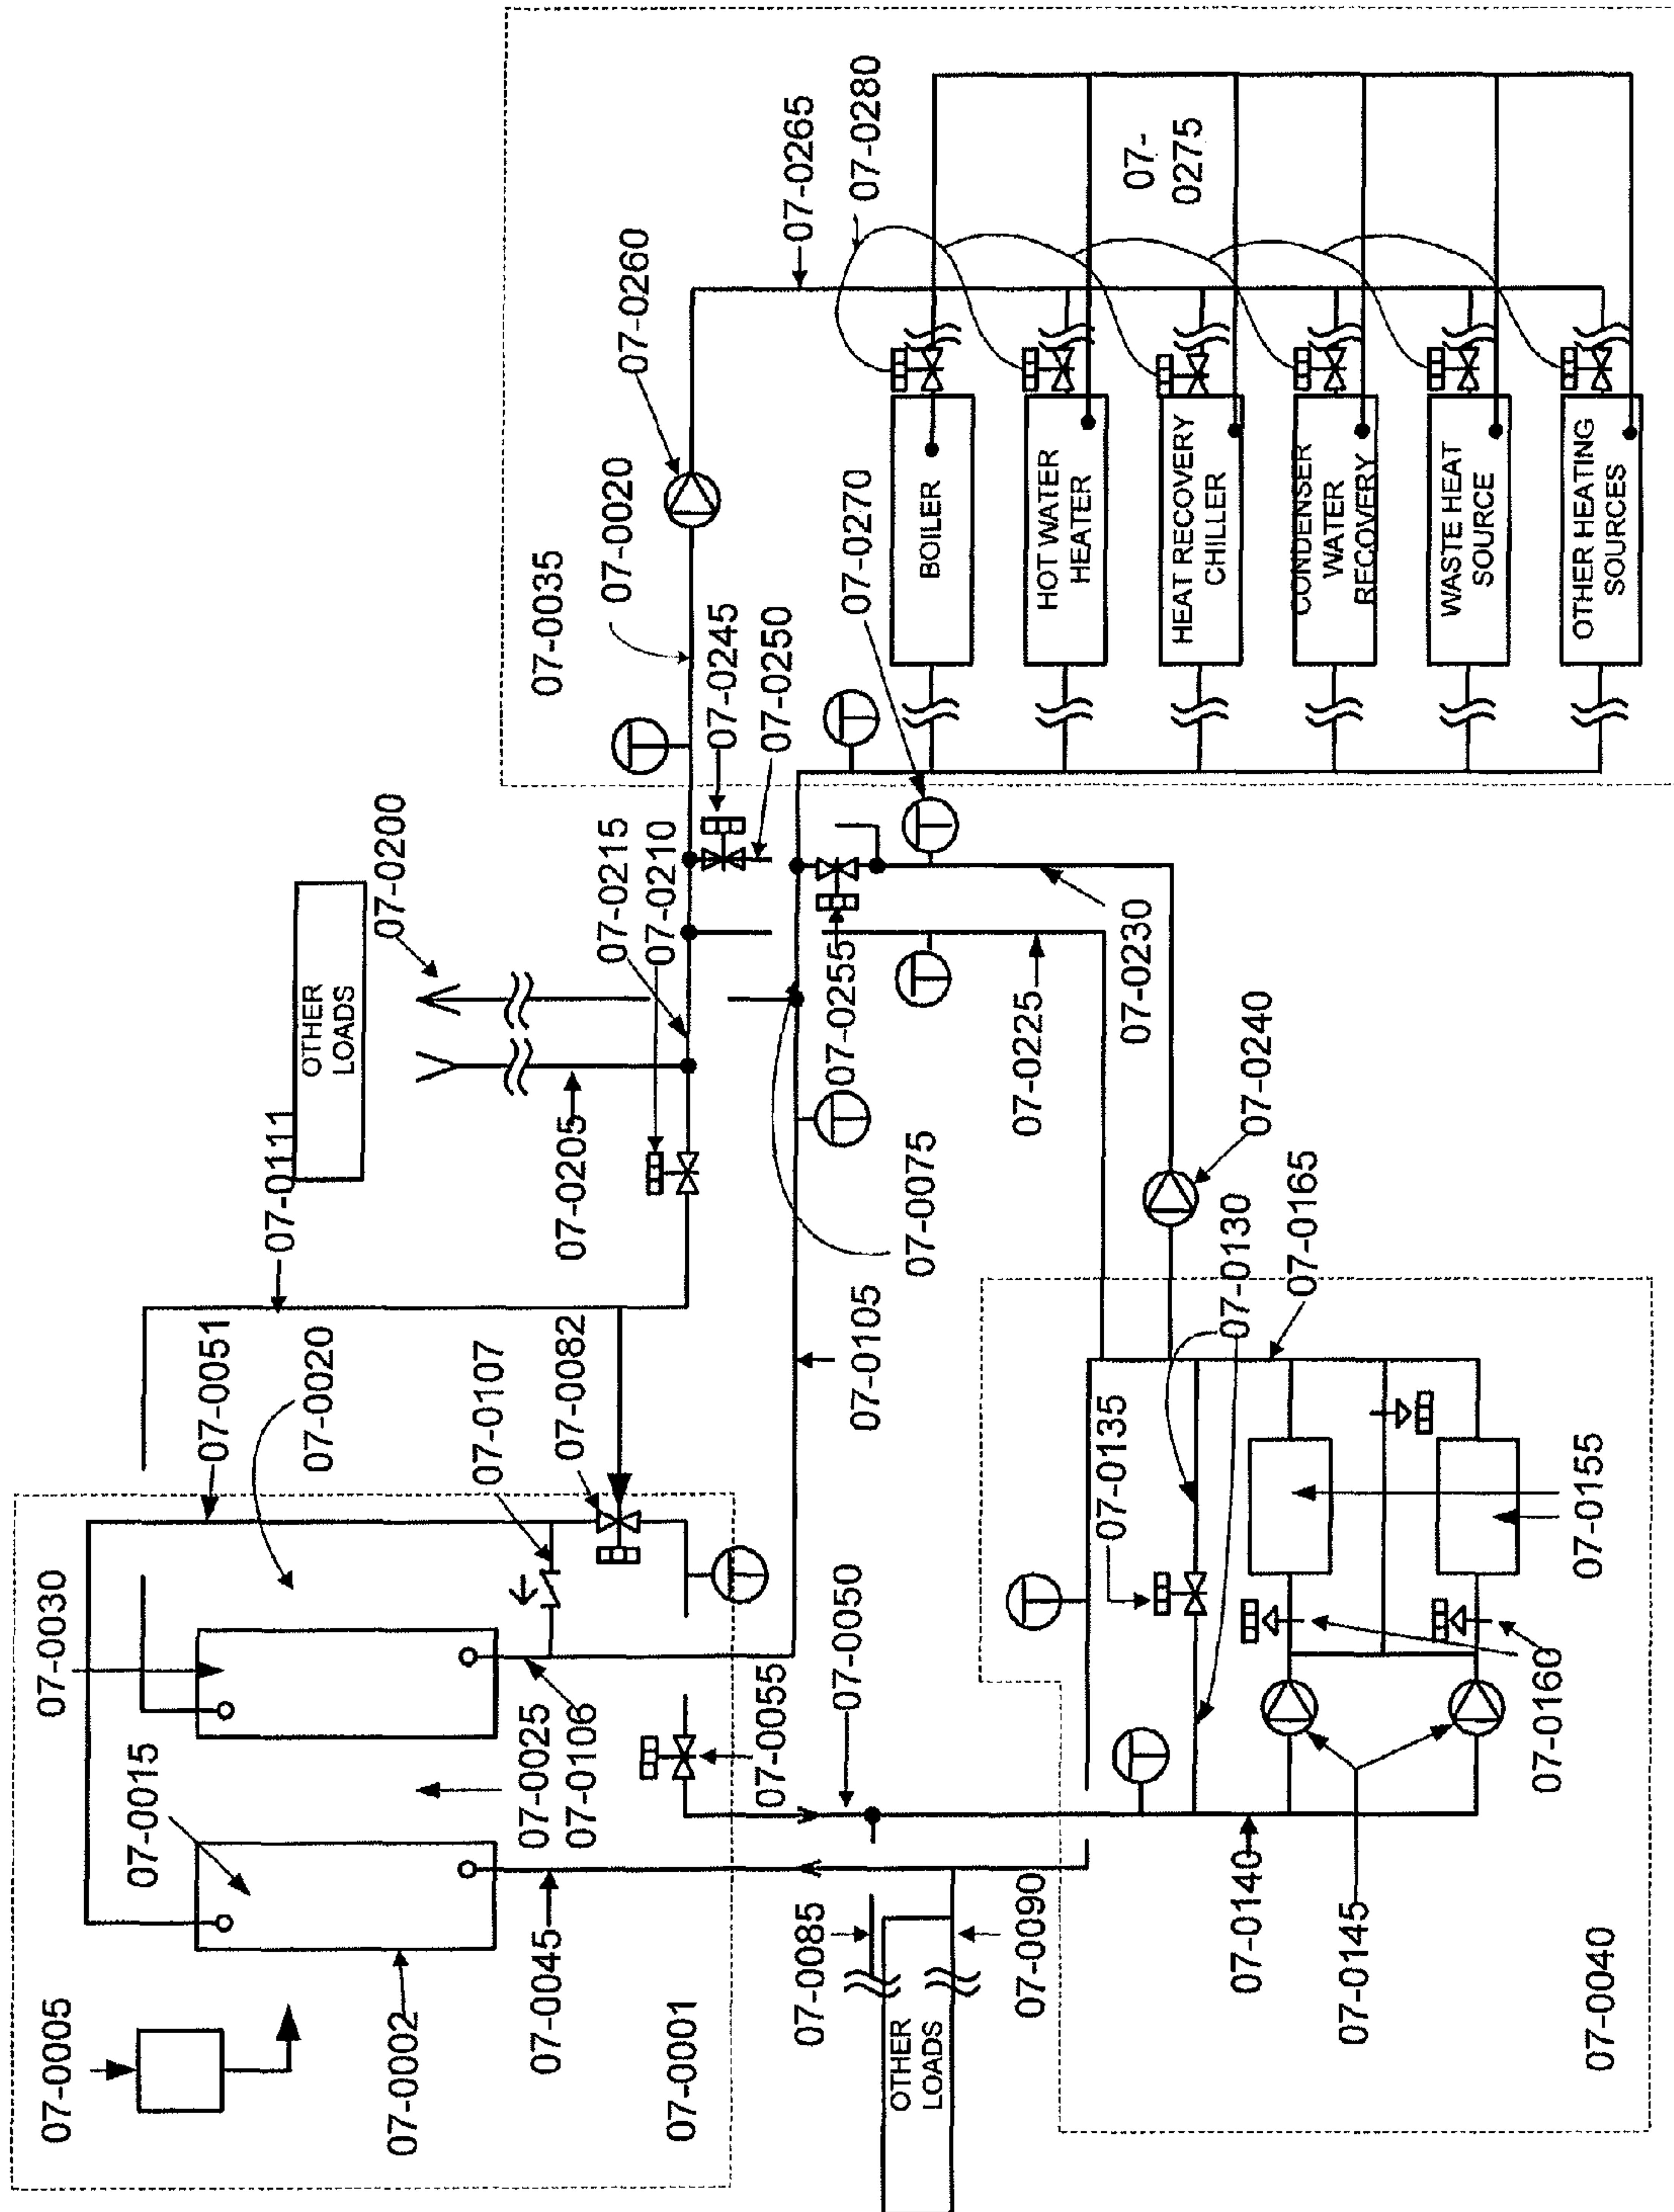 07-0005
07-0030
07-0015
07-0051
07-0111
OTHER
LOADS
07-0020
07-0200
07-0002
07-0107
07-0025
07-0106
07-0045
07-0082
07-0205
07-0035
07-0215
07-0210
07-0020
07-0260
07-0001
07-0055
07-0245
07-0250
07-0265
07-0085
07-0050
07-0105
07-0255
07-0270
07-0280
OTHER
LOADS
07-0075
BOILER
07-0090
07-0225
HOT WATER
HEATER
07-0135
07-0230
07-
0275
HEAT RECOVERY
CHILLER
07-0130
07-0240
07-0140
07-0165
CONDENSER
WATER
RECOVERY
07-0145
WASTE HEAT
SOURCE
07-0160
07-0040
07-0155
OTHER HEATING
SOURCES